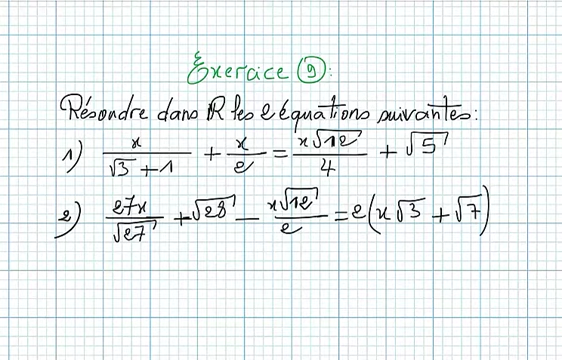 Exercice 9:
Résoudre dans ℝ les 2 équations suivantes:
1) x/(√3 + 1) + x/2 = x√12/4 + √5
2) 27x/√27 + √28 - x√12/2 = 2(x√3 + √7)